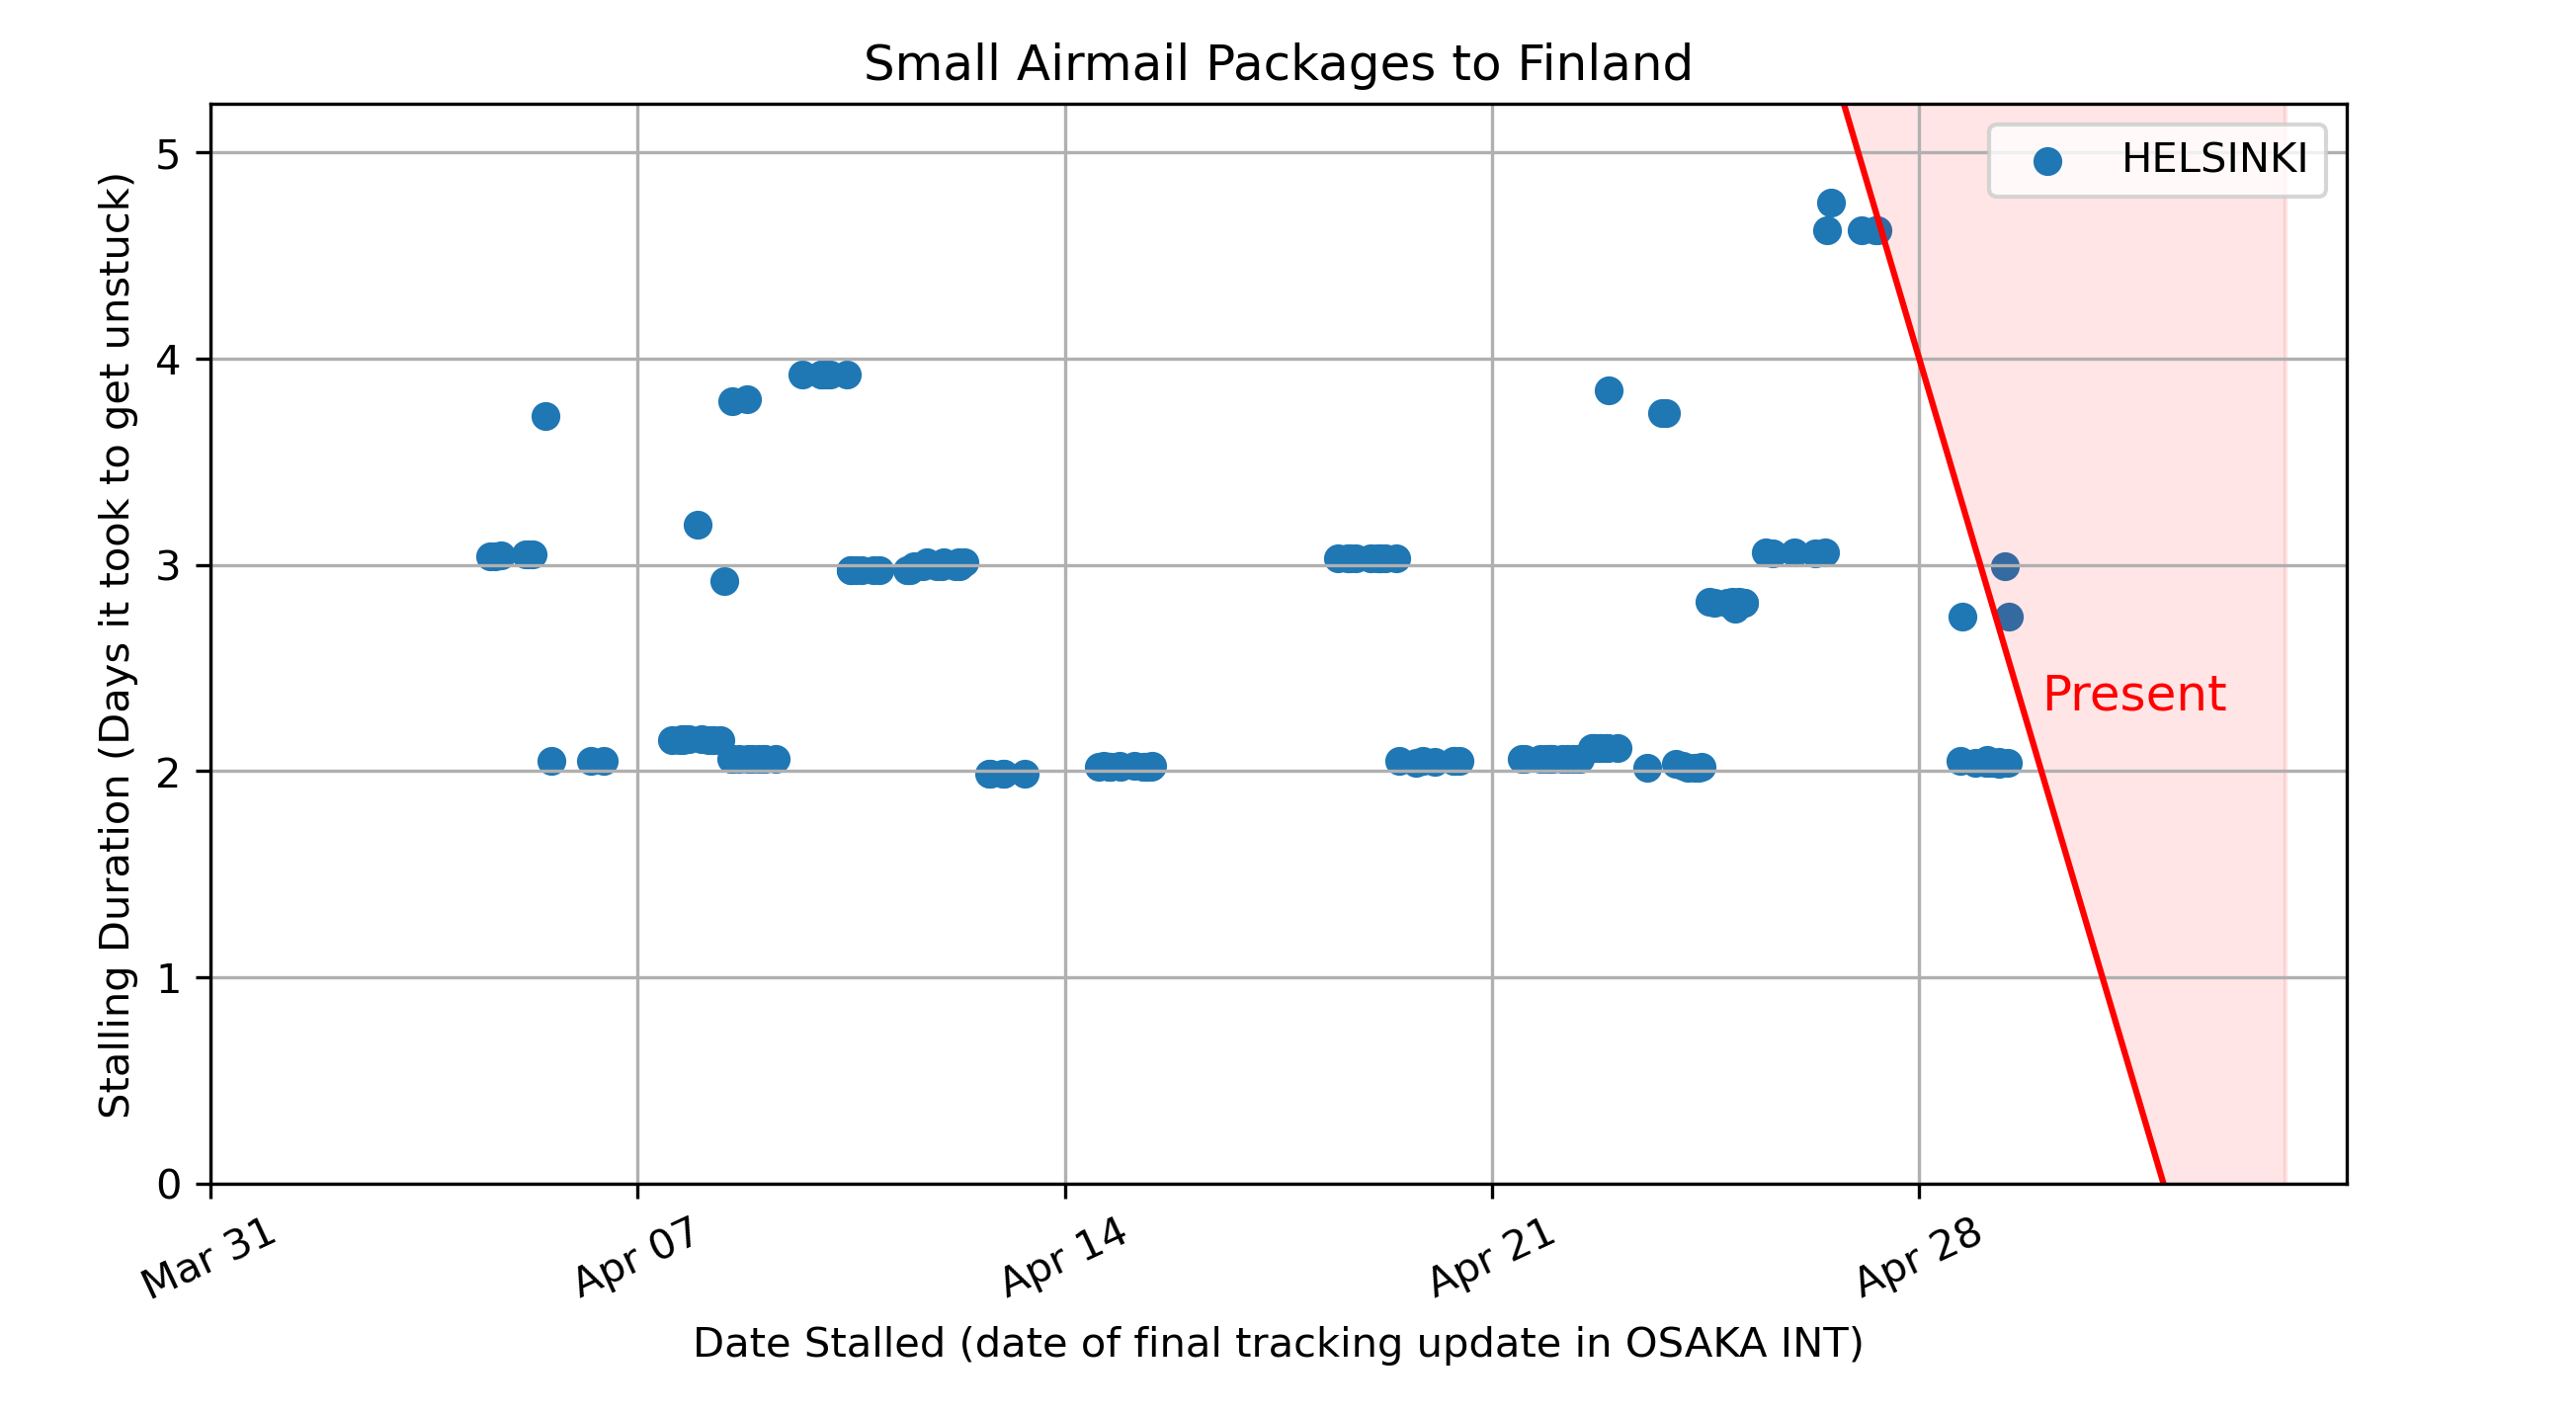 Small Airmail Packages to Finland
HELSINKI
Stalling Duration (Days it took to get unstuck)
5
4
3
2
1
0
Present
Mar 31
Apr 07
Apr 14
Apr 21
Apr 28
Date Stalled (date of final tracking update in OSAKA INT)